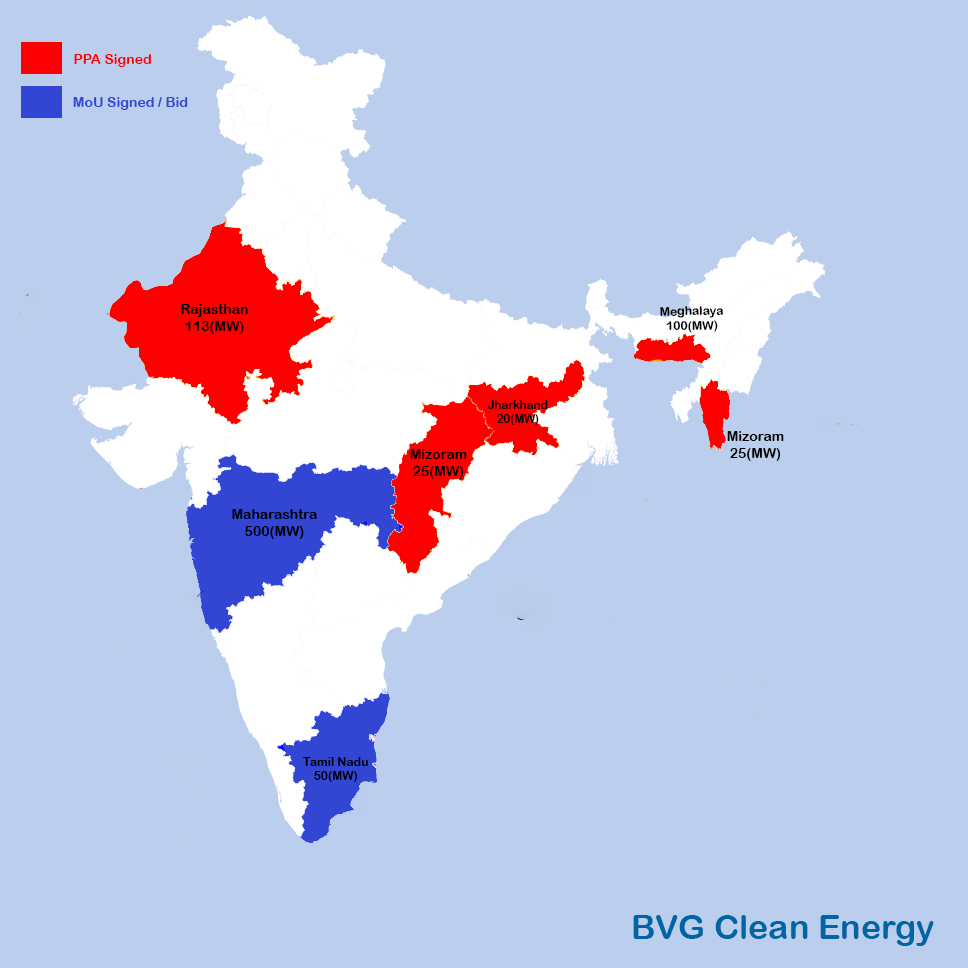 PPA Signed
MoU Signed / Bid
Rajasthan
113(MW)
Meghalaya
100(MW)
Jharkhand
20(MW)
Mizoram
25(MW)
Mizoram
25(MW)
Maharashtra
500(MW)
Tamil Nadu
50(MW)
BVG Clean Energy